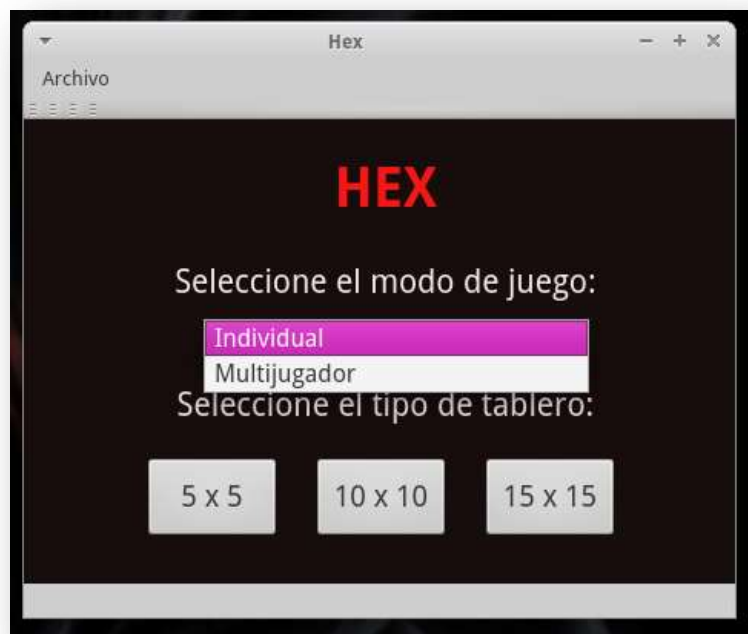 Hex
Archivo
HEX
Seleccione el modo de juego:
Individual
Multijugador
Seleccione el tipo de tablero:
5 x 5
10 x 10
15 x 15